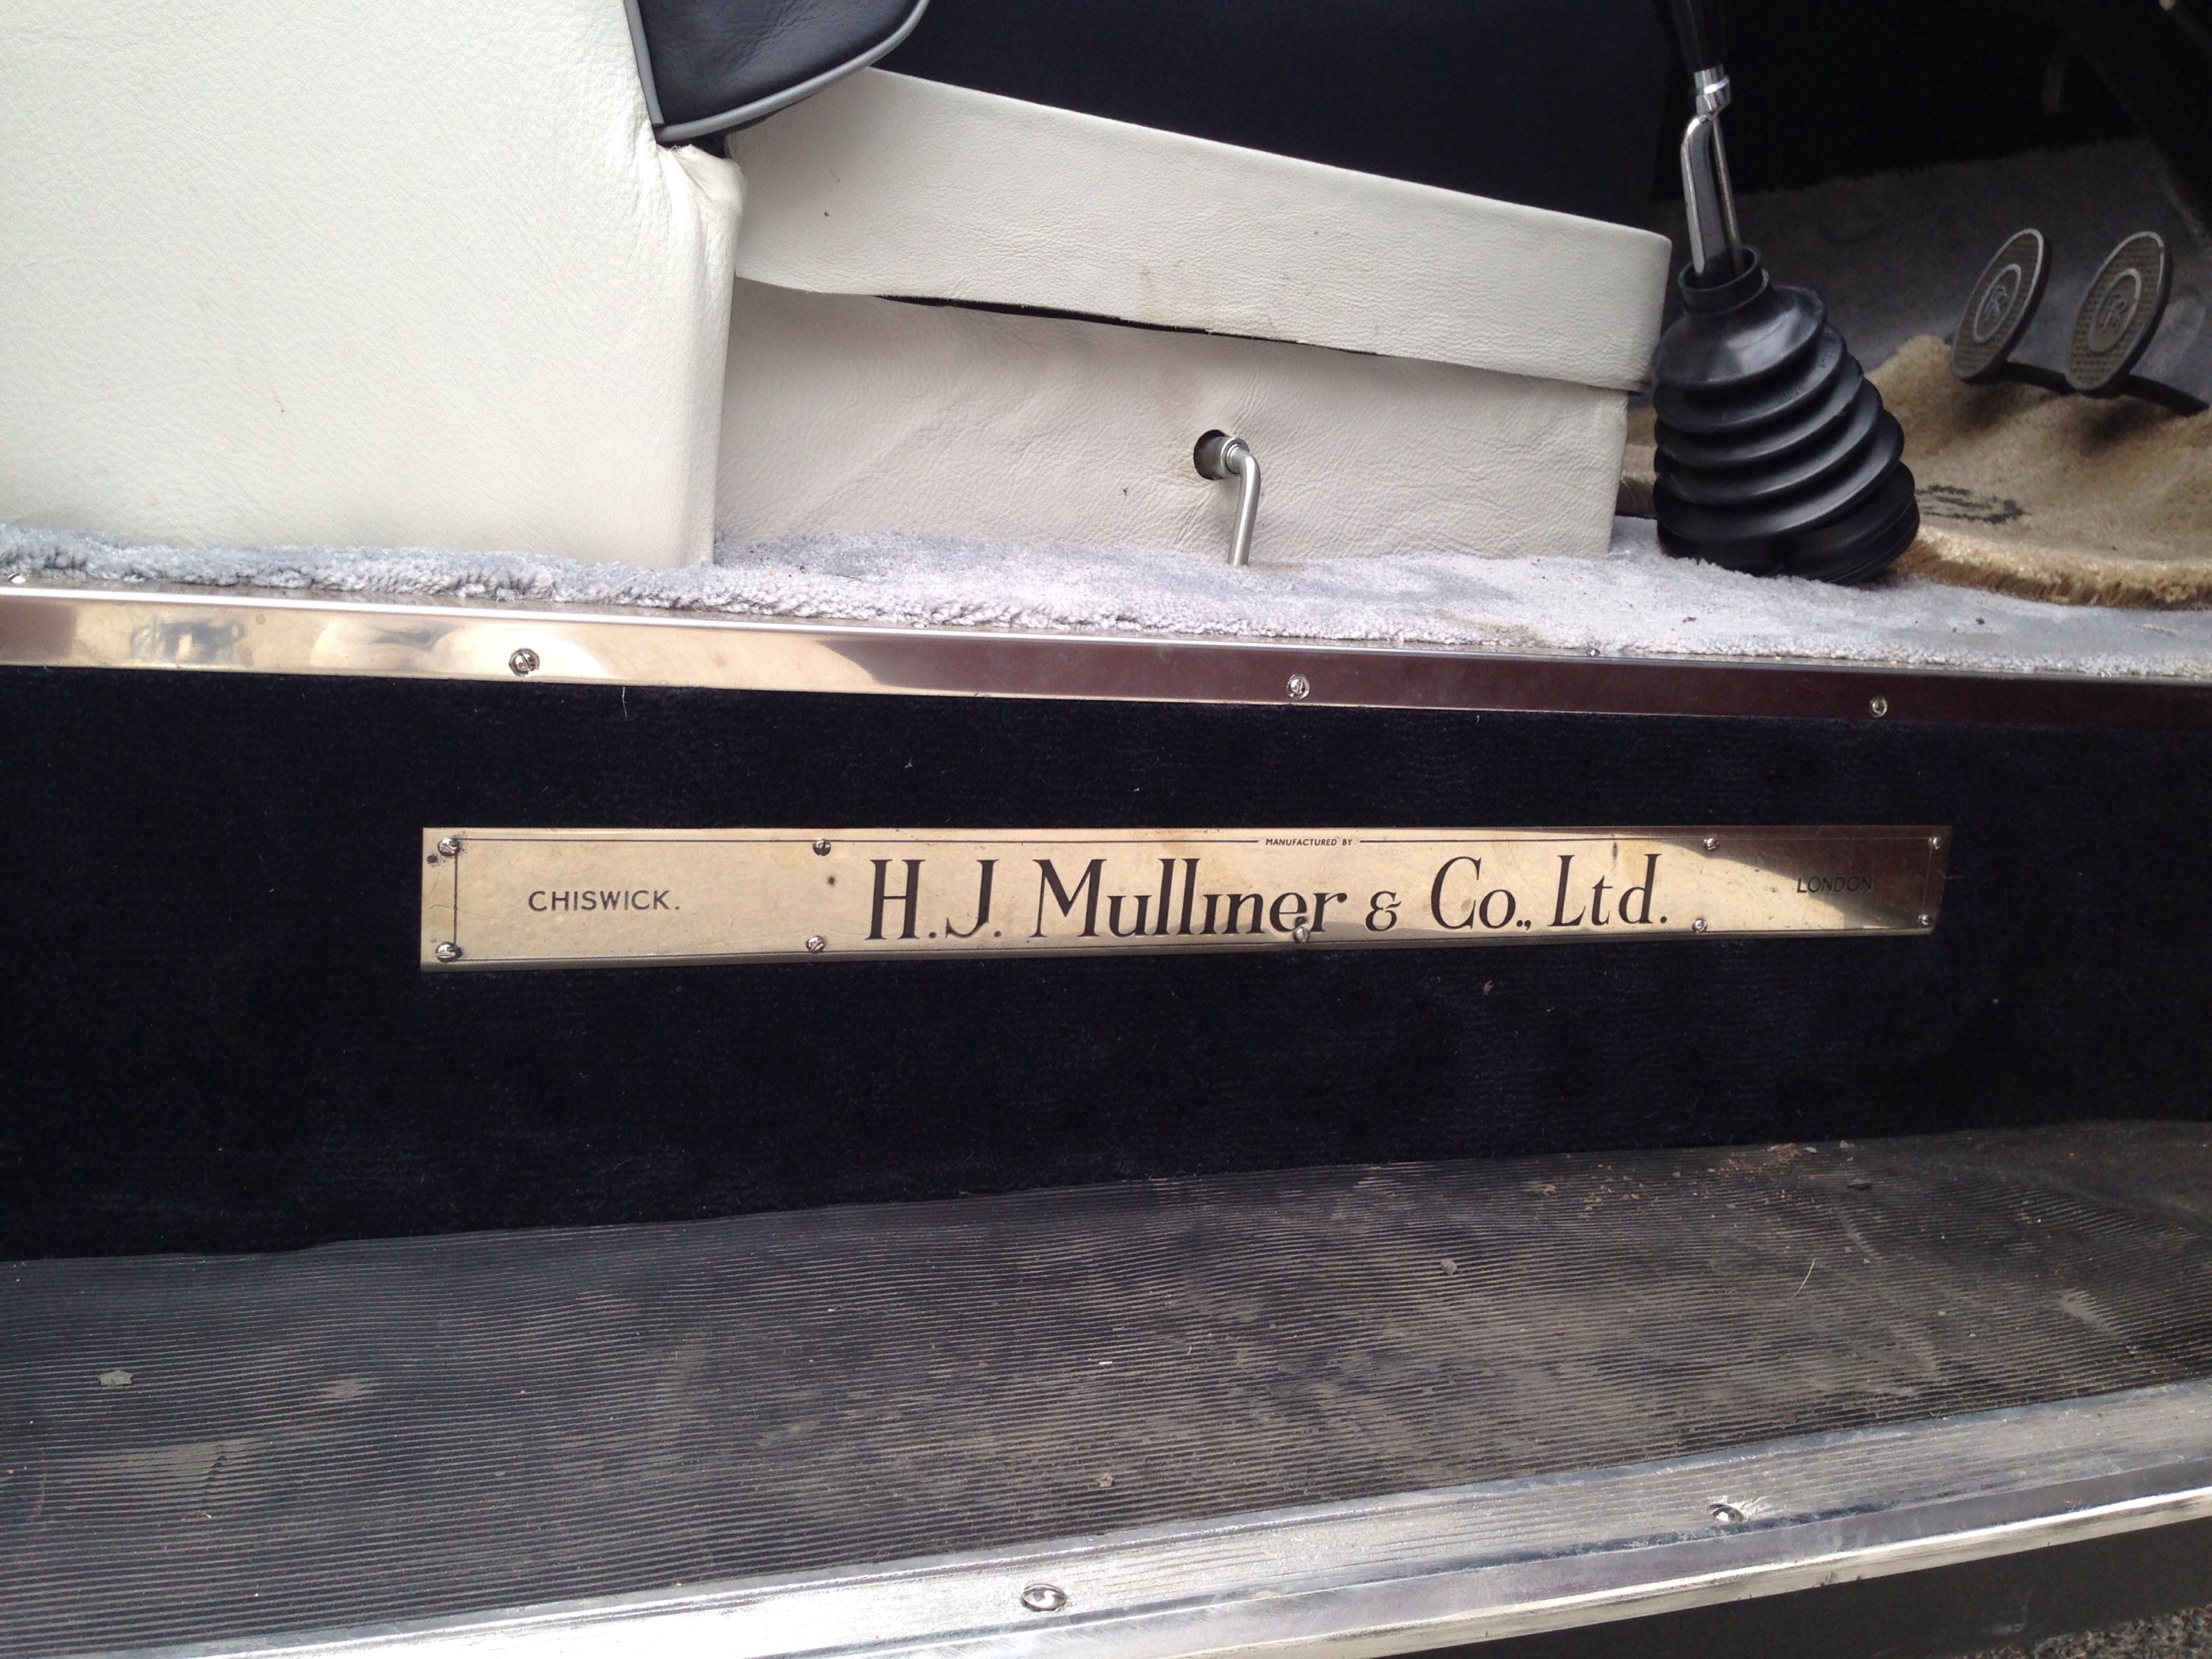 MANUFACTURED BY
CHISWICK. H.J. Mulliner & Co., Ltd. LONDON
R
R